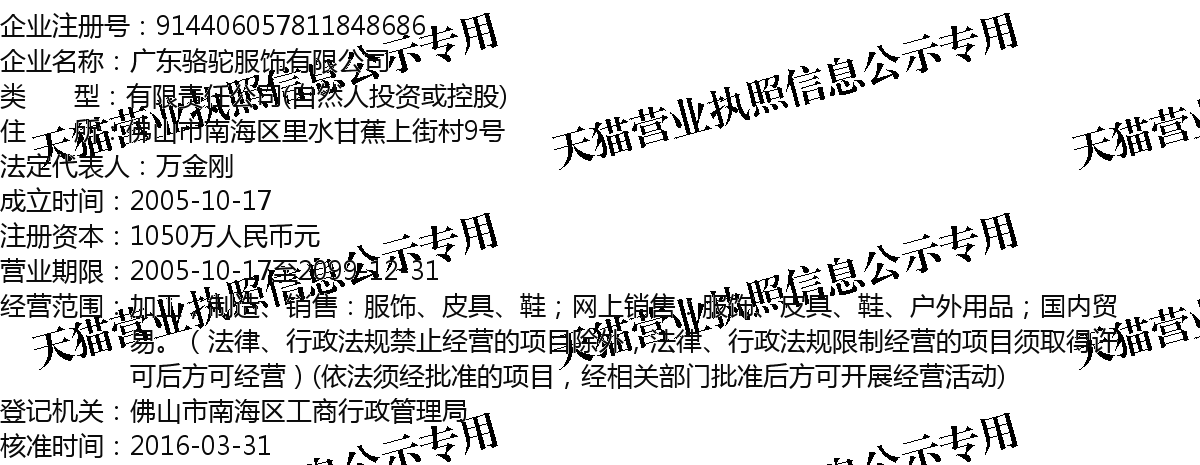 企业注册号：914406057811848686
企业名称：广东骆驼服饰有限公司
类 型：有限责任公司(自然人投资或控股)
住 所：佛山市南海区里水甘蕉上街村9号
法定代表人：万金刚
成立时间：2005-10-17
注册资本：1050万人民币元
营业期限：2005-10-17至2099-12-31
经营范围：加工，制造、销售：服饰、皮具、鞋；网上销售：服饰、皮具、鞋、户外用品；国内贸
易。（ 法律、行政法规禁止经营的项目除外，法律、行政法规限制经营的项目须取得许
可后方可经营 ) (依法须经批准的项目，经相关部门批准后方可开展经营活动)
登记机关：佛山市南海区工商行政管理局
核准时间：2016-03-31
天猫营业执照信息公示专用
天猫营业执照信息公示专用
天猫营业
天猫营业执照信息公示专用
天猫营业执照信息公示专用
天猫营业
照信息公示专用
照信息公示专用